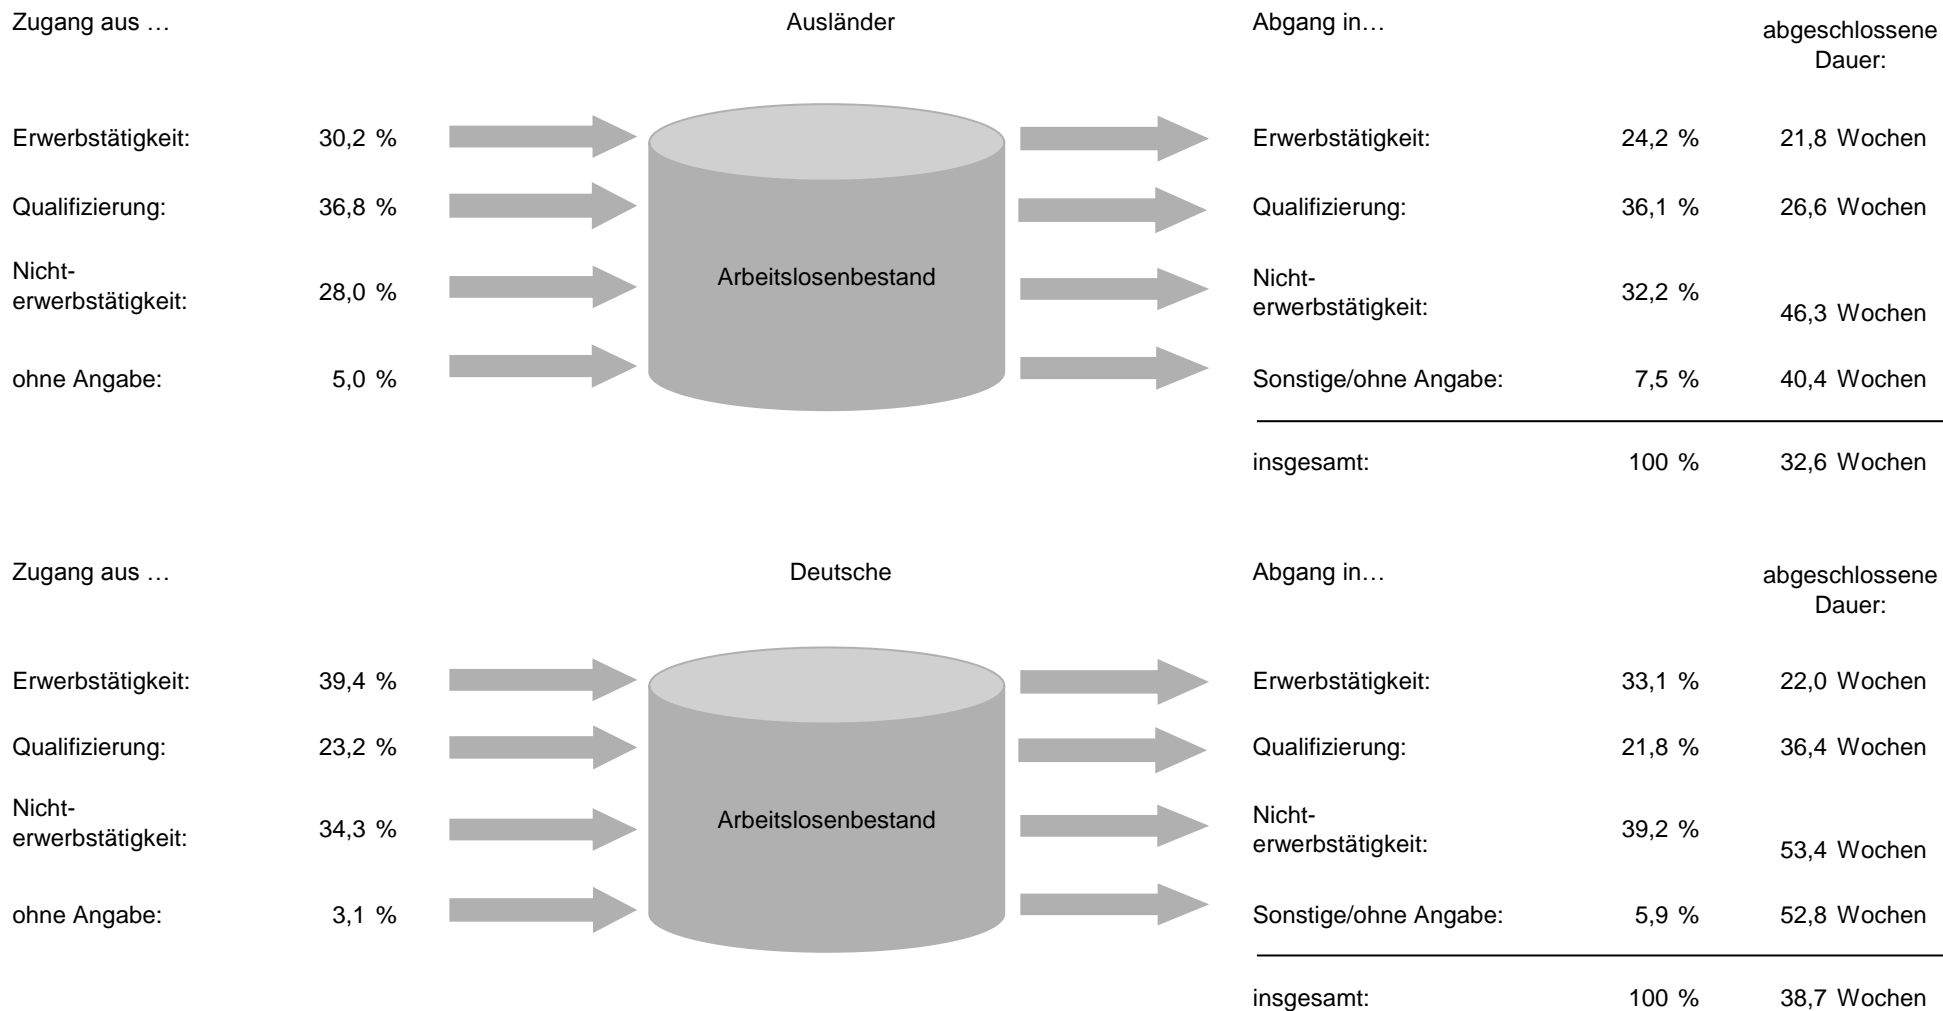 Zugang aus …
Ausländer
Abgang in…
abgeschlossene
Dauer:
Erwerbstätigkeit: 30,2 %
Erwerbstätigkeit: 24,2 % 21,8 Wochen
Qualifizierung: 36,8 %
Qualifizierung: 36,1 % 26,6 Wochen
Nicht-
erwerbstätigkeit: 28,0 %
Arbeitslosenbestand
Nicht-
erwerbstätigkeit: 32,2 % 46,3 Wochen
ohne Angabe: 5,0 %
Sonstige/ohne Angabe: 7,5 % 40,4 Wochen
insgesamt: 100 % 32,6 Wochen
Zugang aus …
Deutsche
Abgang in…
abgeschlossene
Dauer:
Erwerbstätigkeit: 39,4 %
Erwerbstätigkeit: 33,1 % 22,0 Wochen
Qualifizierung: 23,2 %
Qualifizierung: 21,8 % 36,4 Wochen
Nicht-
erwerbstätigkeit: 34,3 %
Arbeitslosenbestand
Nicht-
erwerbstätigkeit: 39,2 % 53,4 Wochen
ohne Angabe: 3,1 %
Sonstige/ohne Angabe: 5,9 % 52,8 Wochen
insgesamt: 100 % 38,7 Wochen